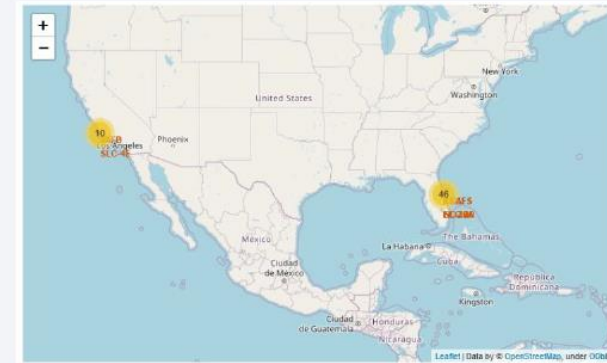 +
−
New York
Washington
United States
10
Los Angeles
Phoenix
SLC-4E
46
AFS
México
La Habana
The Bahamas
Cuba
Ciudad
de México
República
Dominicana
Kingston
Ciudad
de Guatemala
Honduras
Nicaragua
Leaflet | Data by © OpenStreetMap, under ODbL